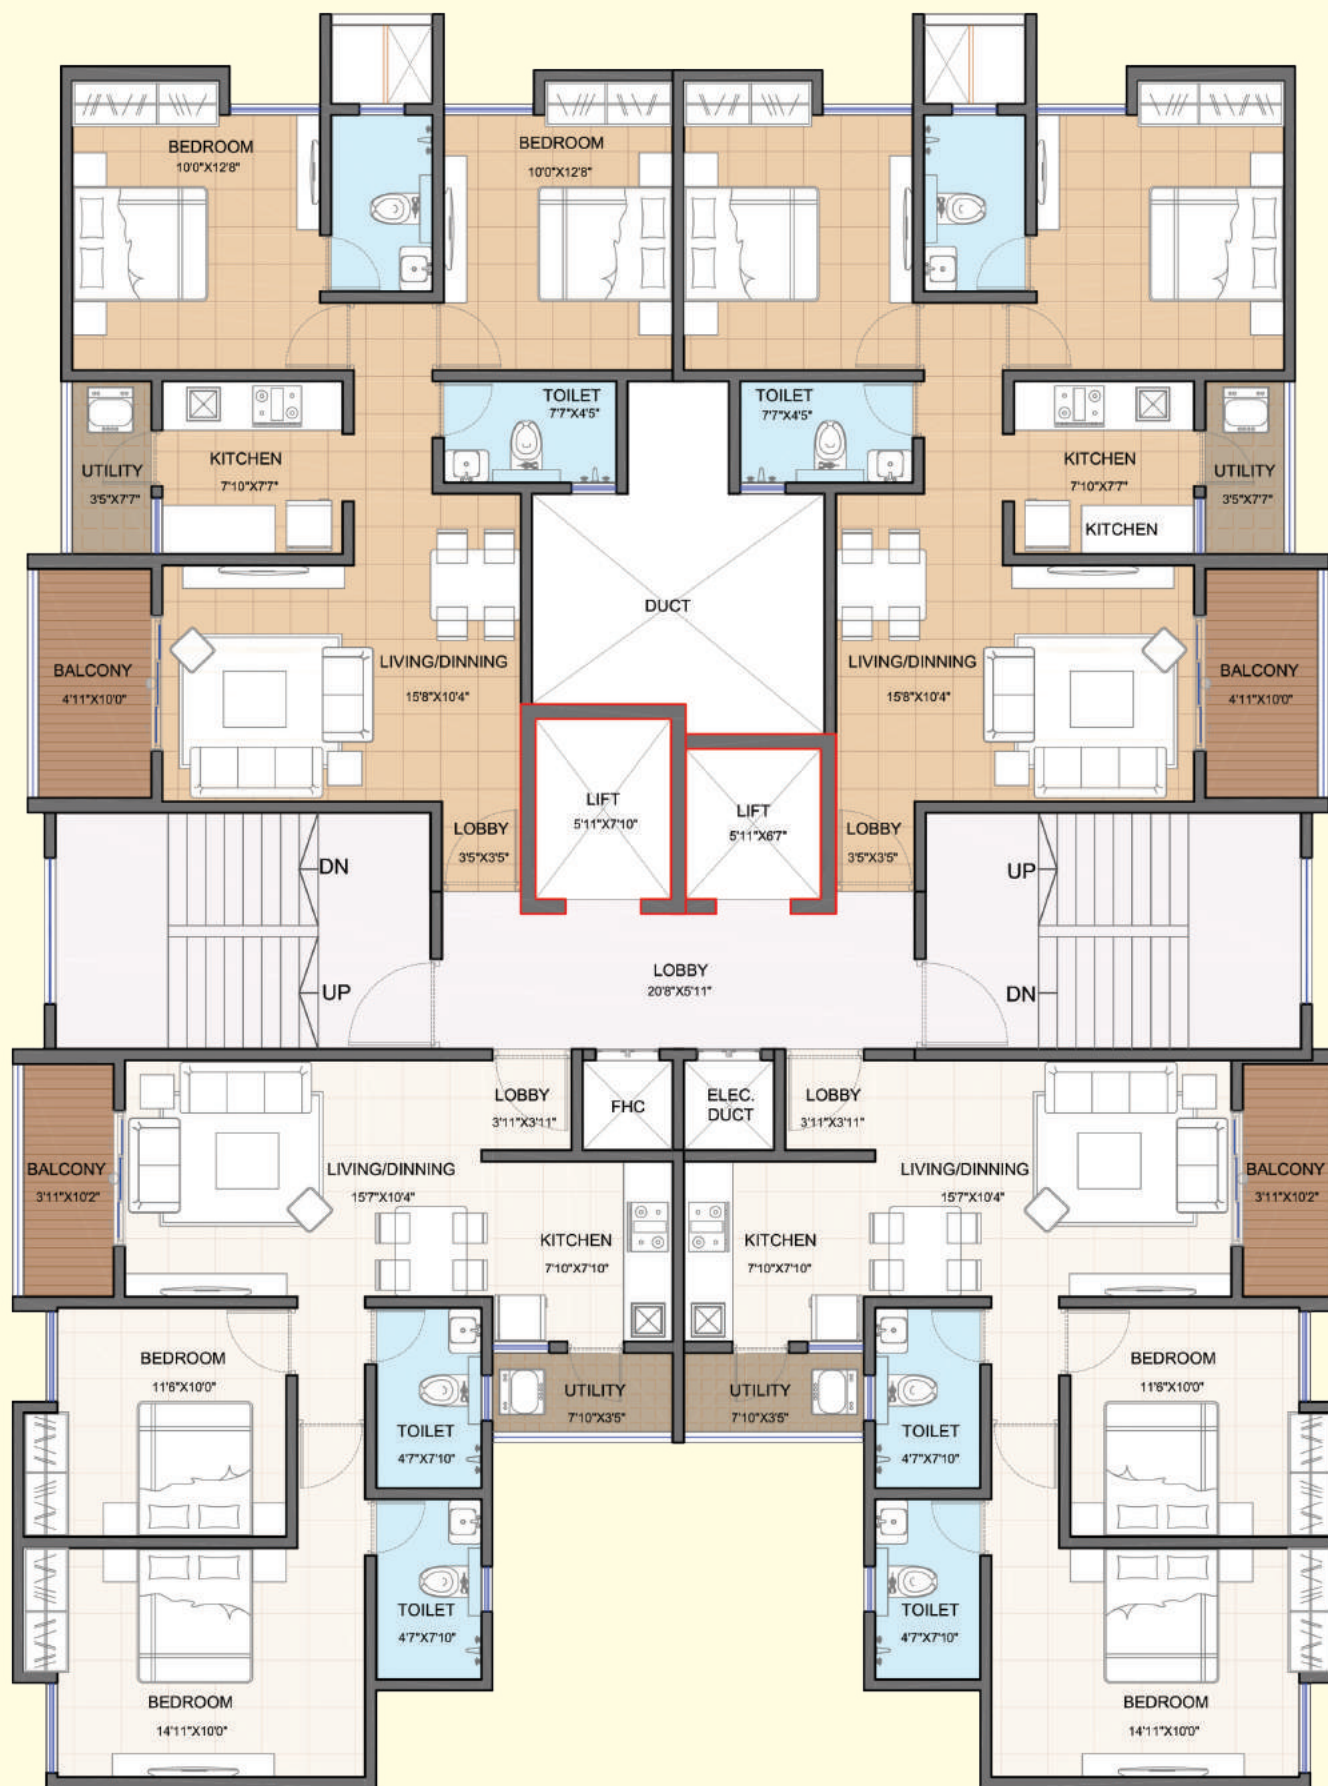 BEDROOM
10'0"X12'8"
BEDROOM
10'0"X12'8"
TOILET
7'7"X4'5"
TOILET
7'7"X4'5"
UTILITY
3'5"X7'7"
KITCHEN
7'10"X7'7"
KITCHEN
7'10"X7'7"
KITCHEN
UTILITY
3'5"X7'7"
DUCT
BALCONY
4'11"X10'0"
LIVING/DINNING
15'8"X10'4"
LIVING/DINNING
15'8"X10'4"
BALCONY
4'11"X10'0"
LIFT
5'11"X7'10"
LIFT
5'11"X6'7"
LOBBY
3'5"X3'5"
LOBBY
3'5"X3'5"
DN
UP
UP
DN
LOBBY
20'8"X5'11"
LOBBY
3'11"X3'11"
FHC
ELEC.
DUCT
LOBBY
3'11"X3'11"
BALCONY
3'11"X10'2"
LIVING/DINNING
15'7"X10'4"
LIVING/DINNING
15'7"X10'4"
BALCONY
3'11"X10'2"
KITCHEN
7'10"X7'10"
KITCHEN
7'10"X7'10"
BEDROOM
11'6"X10'0"
BEDROOM
11'6"X10'0"
UTILITY
7'10"X3'5"
UTILITY
7'10"X3'5"
TOILET
4'7"X7'10"
TOILET
4'7"X7'10"
TOILET
4'7"X7'10"
TOILET
4'7"X7'10"
BEDROOM
14'11"X10'0"
BEDROOM
14'11"X10'0"